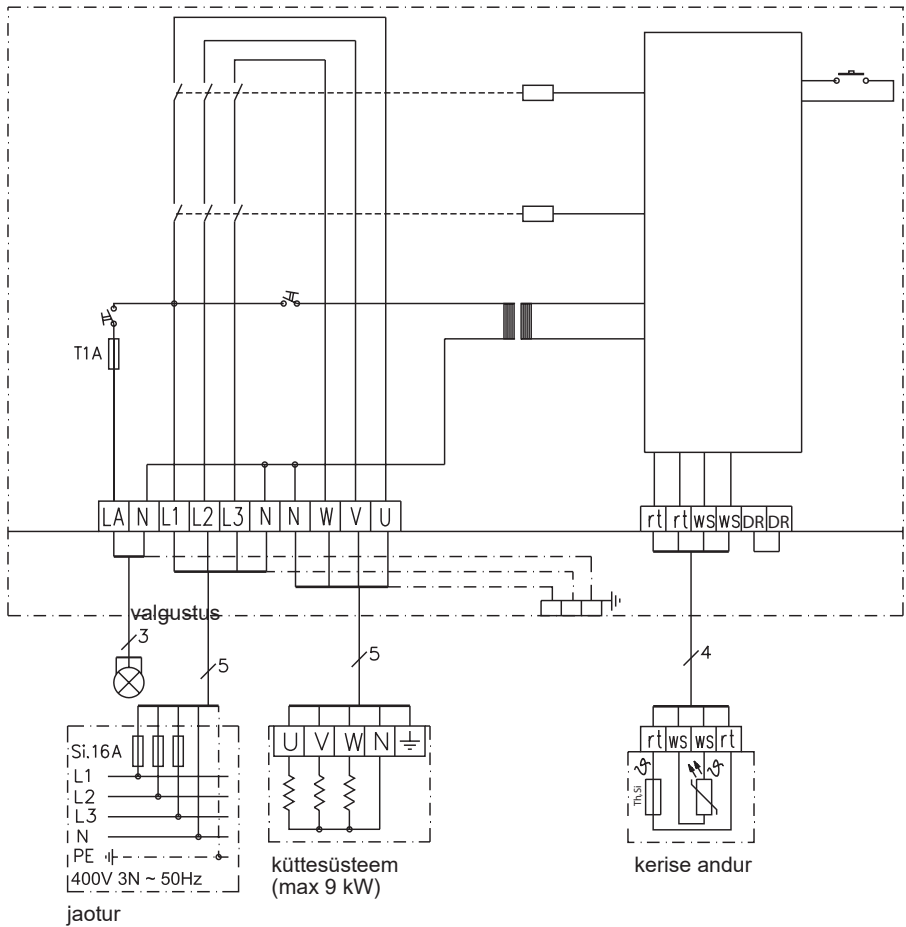 T1A
LA N L1 L2 L3 N N W V U
rt rt ws ws DR DR
valgustus
3
5
5
4
Si.16A
L1
L2
L3
N
PE
400V 3N ~ 50Hz
jaotur
U V W N
küttesüsteem
(max 9 kW)
rt ws ws rt
ϑ ϑ
Th,Si
kerise andur